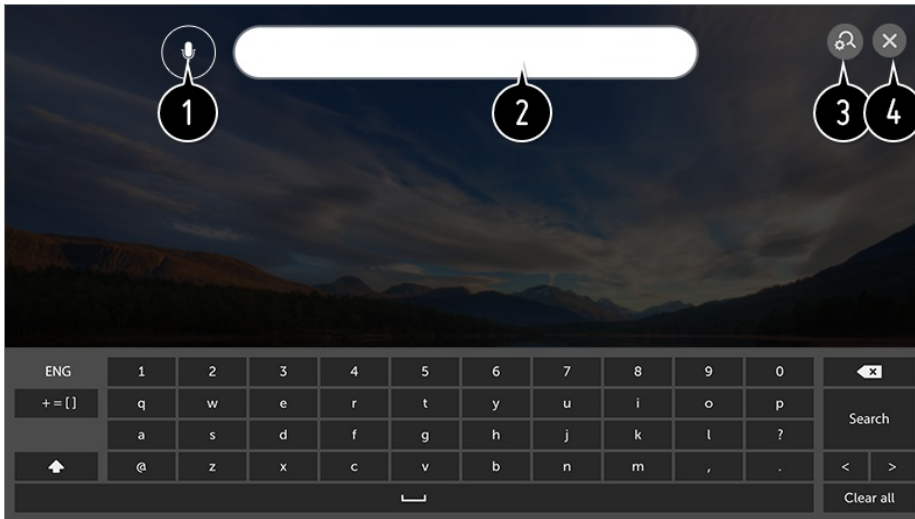 1 2 3 4
ENG 1 2 3 4 5 6 7 8 9 0
+=[] q w e r t y u i o p
Search
a s d f g h j k l ?
@ z x c v b n m , . < >
Clear all